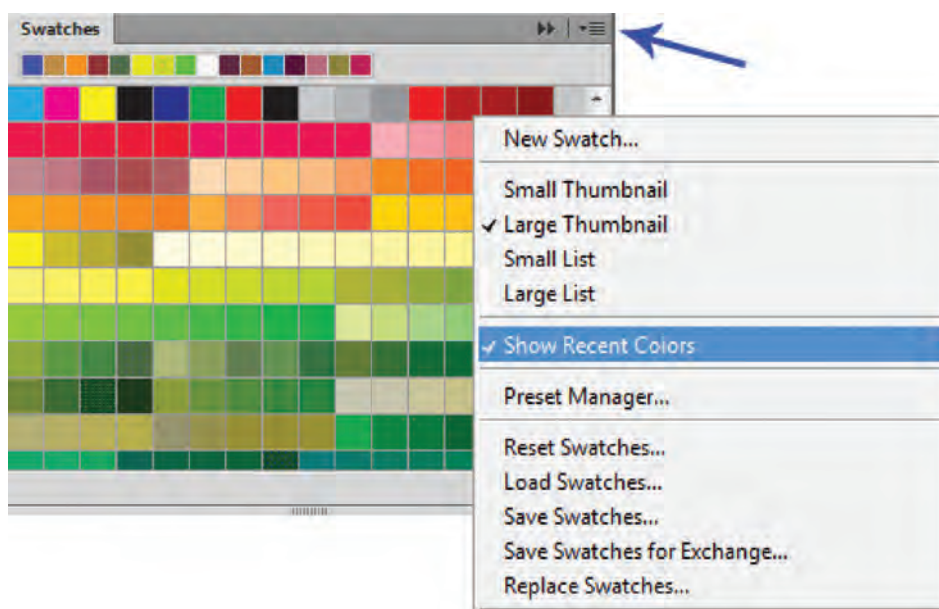 Swatches
New Swatch...
Small Thumbnail
Large Thumbnail
Small List
Large List
Show Recent Colors
Preset Manager...
Reset Swatches...
Load Swatches...
Save Swatches...
Save Swatches for Exchange...
Replace Swatches...